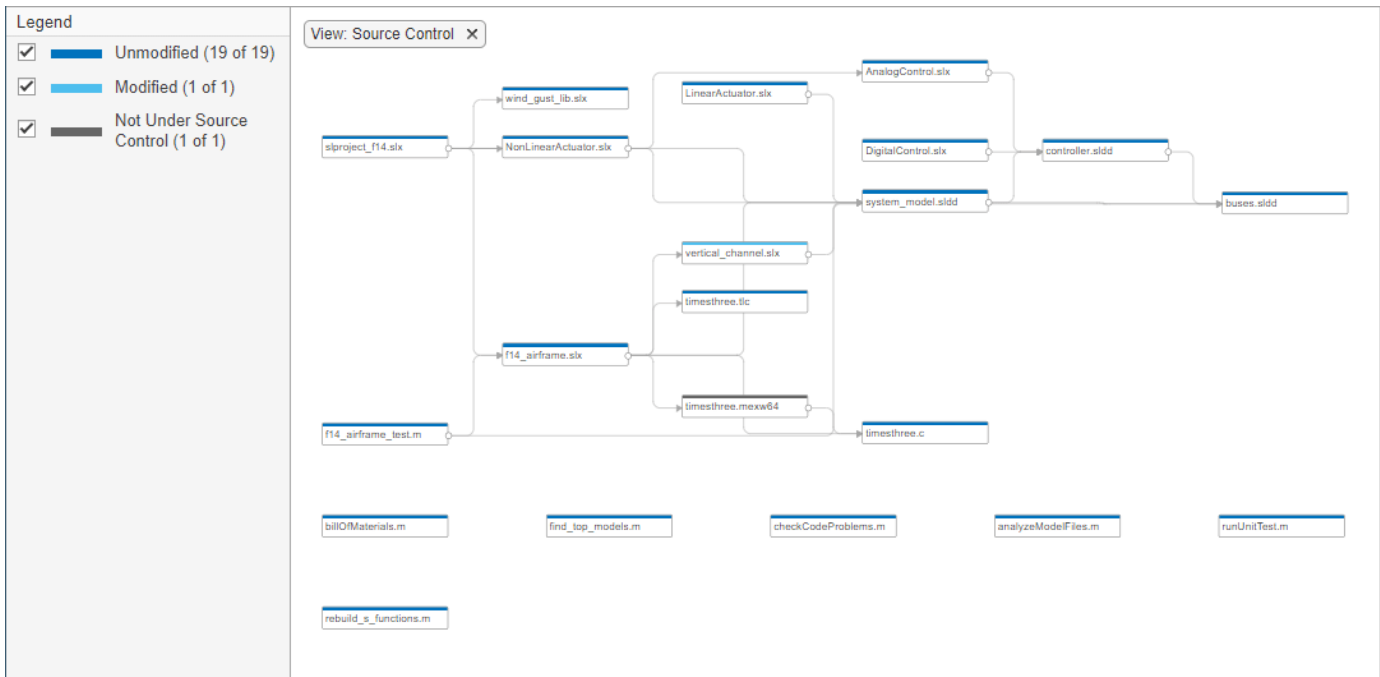 Legend
Unmodified (19 of 19)
Modified (1 of 1)
Not Under Source
Control (1 of 1)
View: Source Control
AnalogControl.slx
wind_gust_lib.slx
LinearActuator.slx
slproject_f14.slx
NonLinearActuator.slx
DigitalControl.slx
controller.sldd
system_model.sldd
buses.sldd
vertical_channel.slx
timesthree.tlc
f14_airframe.slx
timesthree.mexw64
f14_airframe_test.m
timesthree.c
billOfMaterials.m
find_top_models.m
checkCodeProblems.m
analyzeModelFiles.m
runUnitTest.m
rebuild_s_functions.m